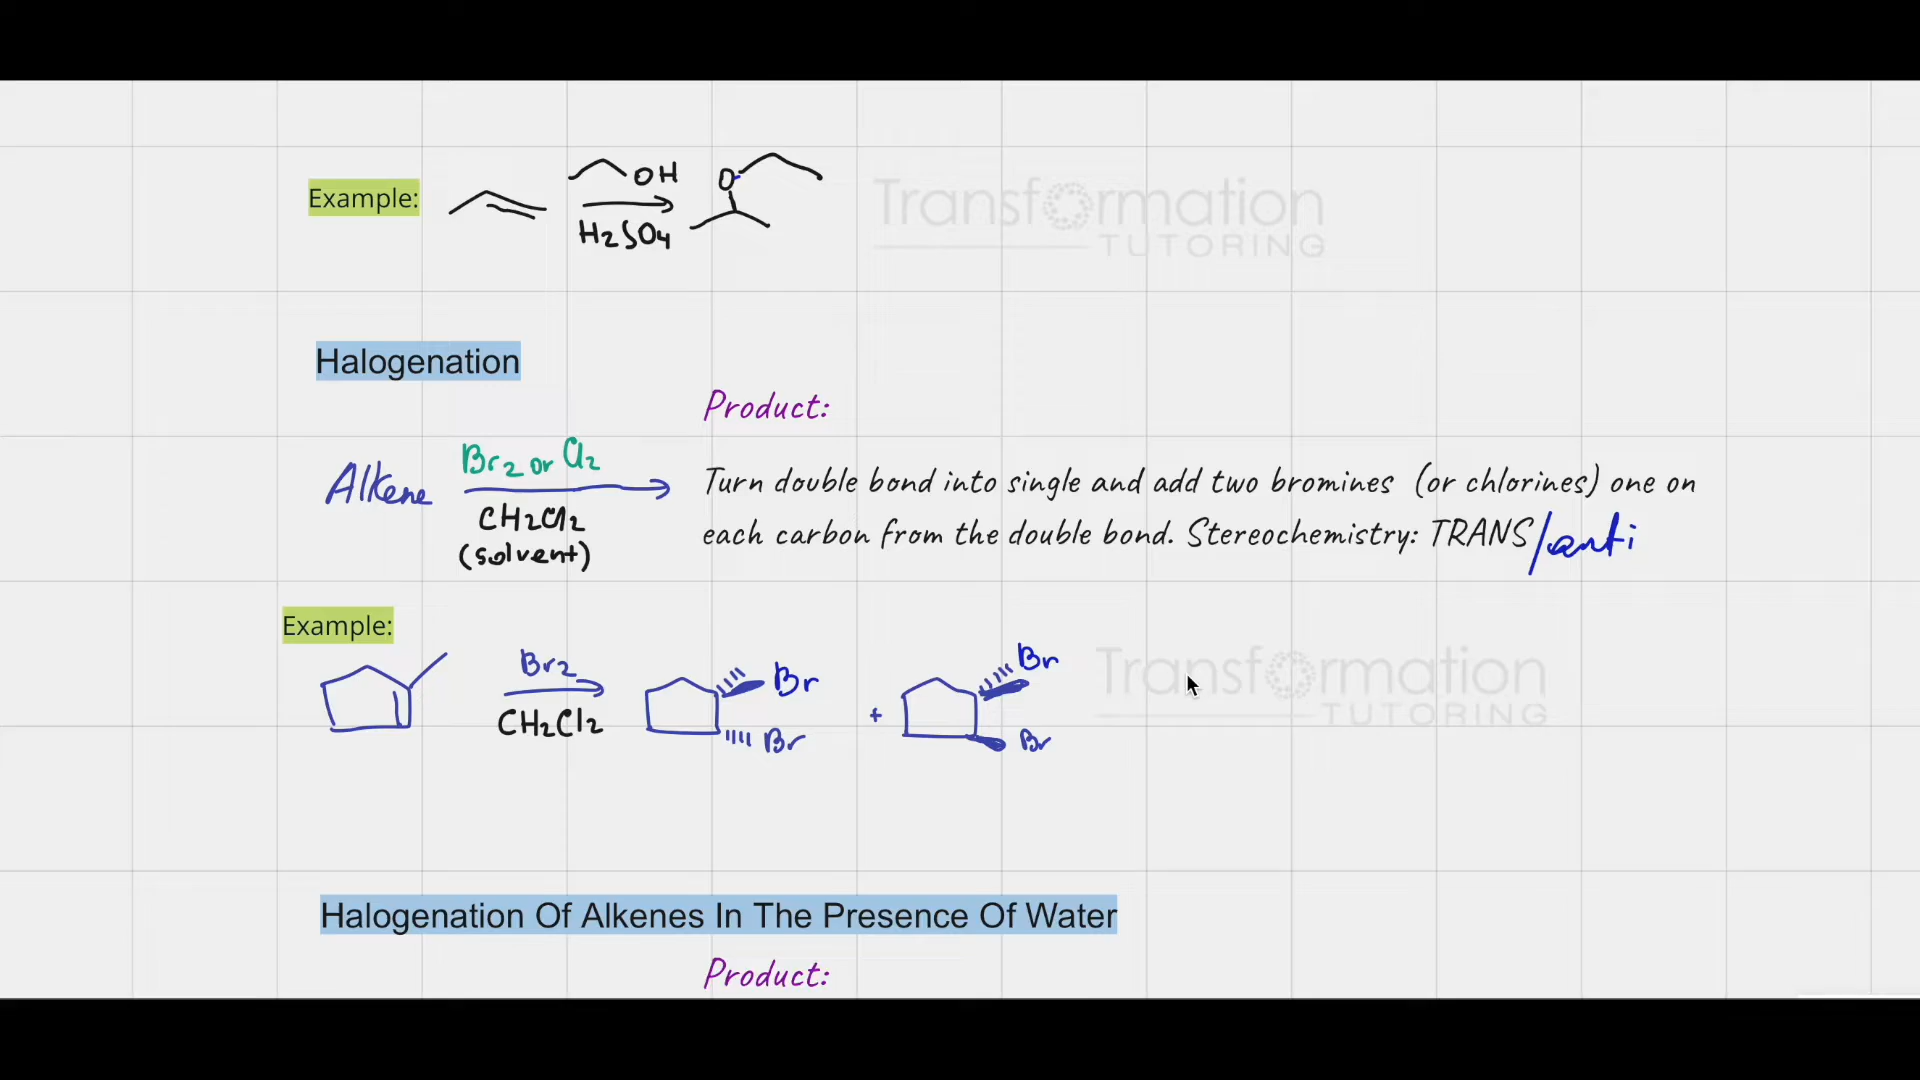 OH
O
Example:
H2SO4
Transformation
TUTORING
Halogenation
Product:
Br2 or Cl2
Alkene
Turn double bond into single and add two bromines (or chlorines) one on
CH2Cl2
each carbon from the double bond. Stereochemistry: TRANS/anti
(solvent)
Example:
Br2
Br
Br
Transformation
TUTORING
CH2Cl2
+
Br
Br
Halogenation Of Alkenes In The Presence Of Water
Product: